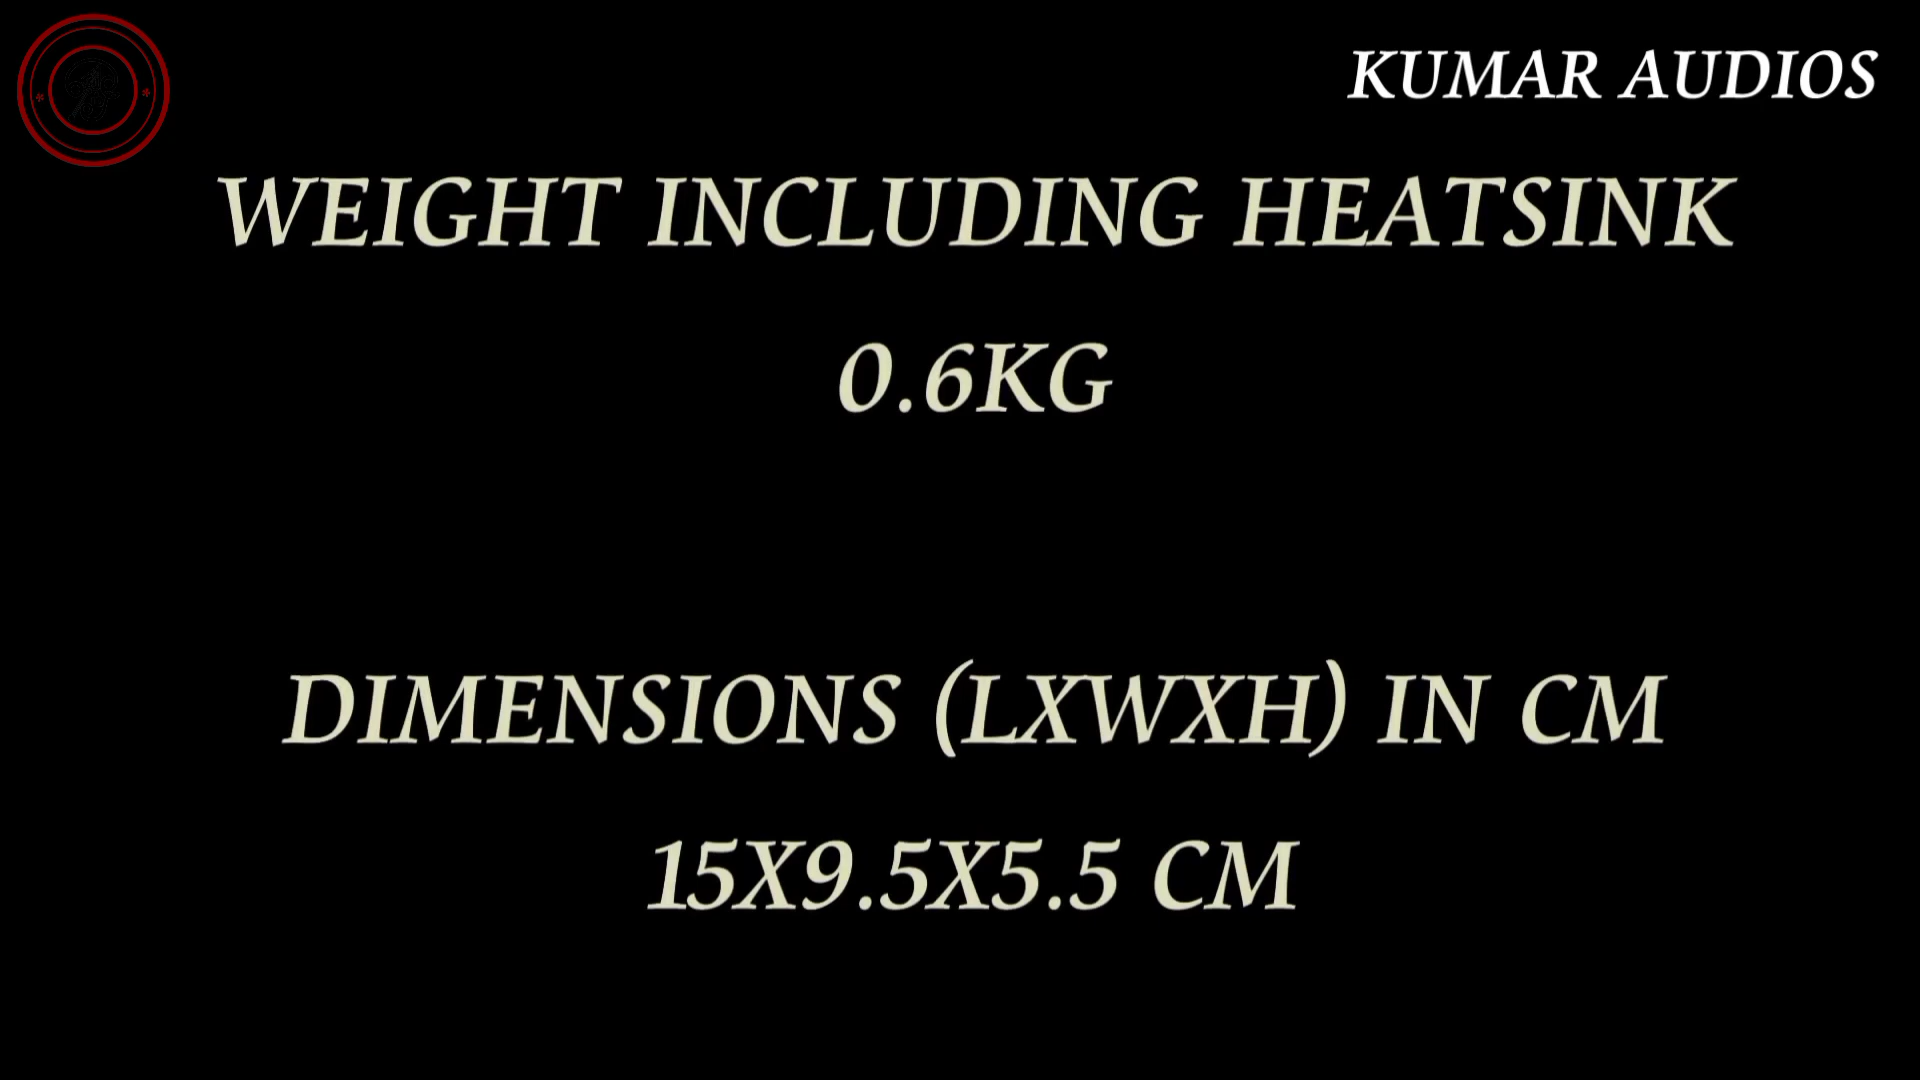 KUMAR AUDIOS
WEIGHT INCLUDING HEATSINK
0.6KG
DIMENSIONS (LXWXH) IN CM
15X9.5X5.5 CM